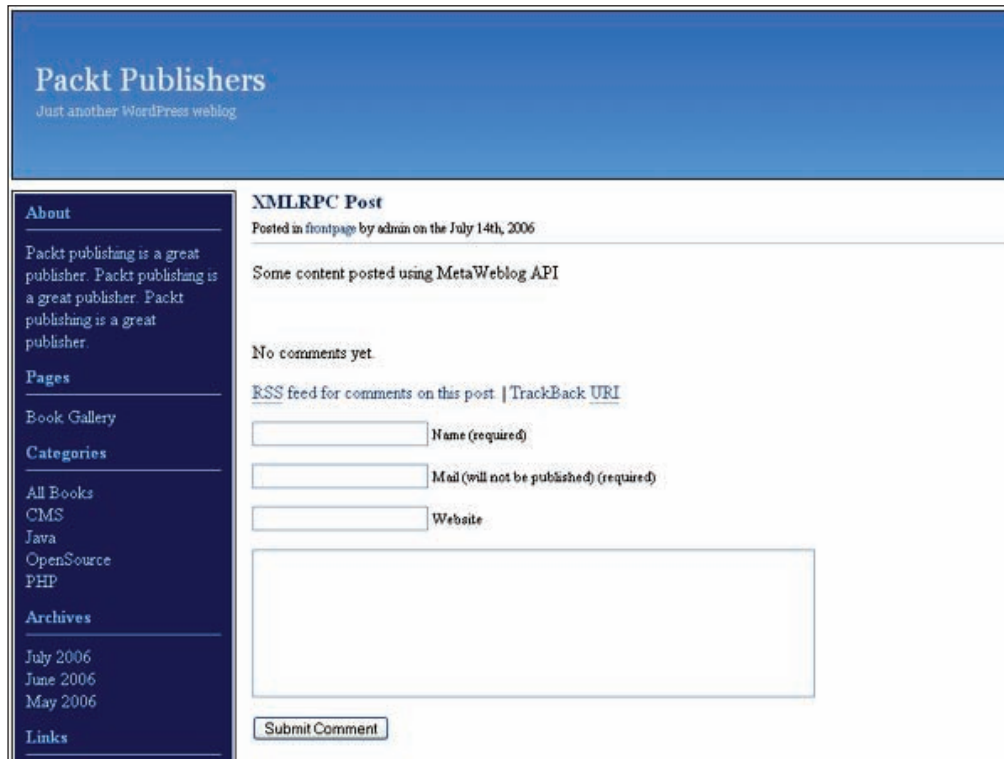 Packt Publishers
Just another WordPress weblog
About
Packt publishing is a great
publisher. Packt publishing is
a great publisher. Packt
publishing is a great
publisher.
Pages
Book Gallery
Categories
All Books
CMS
Java
OpenSource
PHP
Archives
July 2006
June 2006
May 2006
Links
XMLRPC Post
Posted in frontpage by admin on the July 14th, 2006
Some content posted using MetaWeblog API
No comments yet.
RSS feed for comments on this post. | TrackBack URI
Name (required)
Mail (will not be published) (required)
Website
Submit Comment